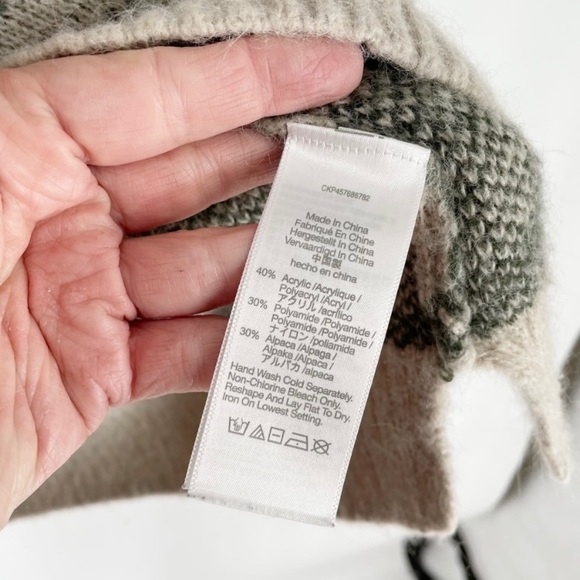 CKP457686782
Made In China
Fabriqué En Chine
Hergestellt In China
Vervaardigd In China
中国製
hecho en china
40% Acrylic /Acrylique /
Polyacryl /Acryl /
アクリル /acrílico
30% Polyamide /Polyamide /
Polyamide /Polyamide /
ナイロン /poliamida
30% Alpaca /Alpaga /
Alpaka /Alpaca /
アルパカ /alpaca
Hand Wash Cold Separately.
Non-Chlorine Bleach Only.
Reshape And Lay Flat To Dry.
Iron On Lowest Setting.